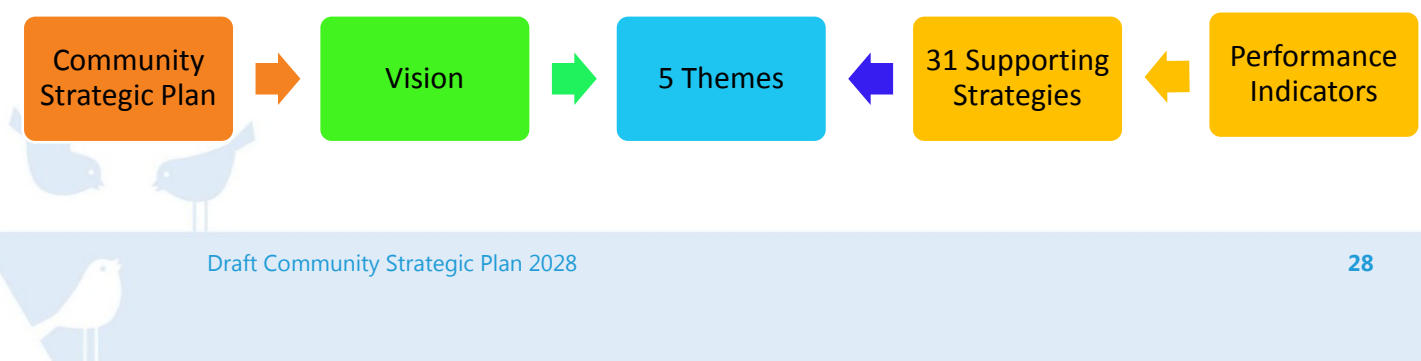 Community
Strategic Plan
Vision
5 Themes
31 Supporting
Strategies
Performance
Indicators
Draft Community Strategic Plan 2028
28